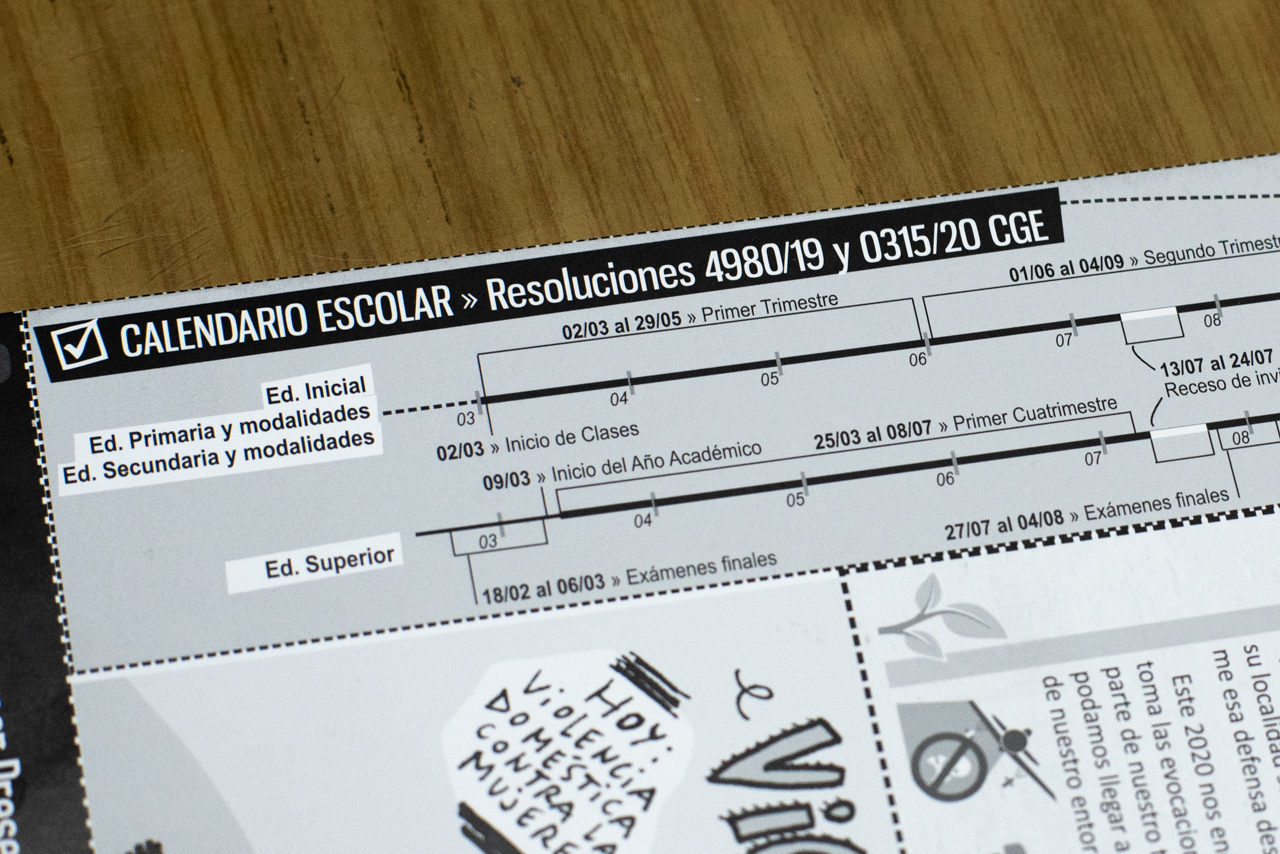 CALENDARIO ESCOLAR » Resoluciones 4980/19 y 0315/20 CGE
02/03 al 29/05 » Primer Trimestre
01/06 al 04/09 » Segundo
Ed. Inicial
Ed. Primaria y modalidades
Ed. Secundaria y modalidades
03 04 05 06 07 08
13/07 al 24/07
Receso de
02/03 » Inicio de Clases
09/03 » Inicio del Año Académico
25/03 al 08/07 » Primer Cuatrimestre
Ed. Superior
03 04 05 06 07 08
18/02 al 06/03 » Exámenes finales
27/07 al 04/08 » Exámenes finales
HOY:
VIOLENCIA
DOMÉSTICA
CONTRA LA
su localidad
me esa defensa
Este 2020 nos
toma las
parte de nuestro
podamos llegar a
de nuestro